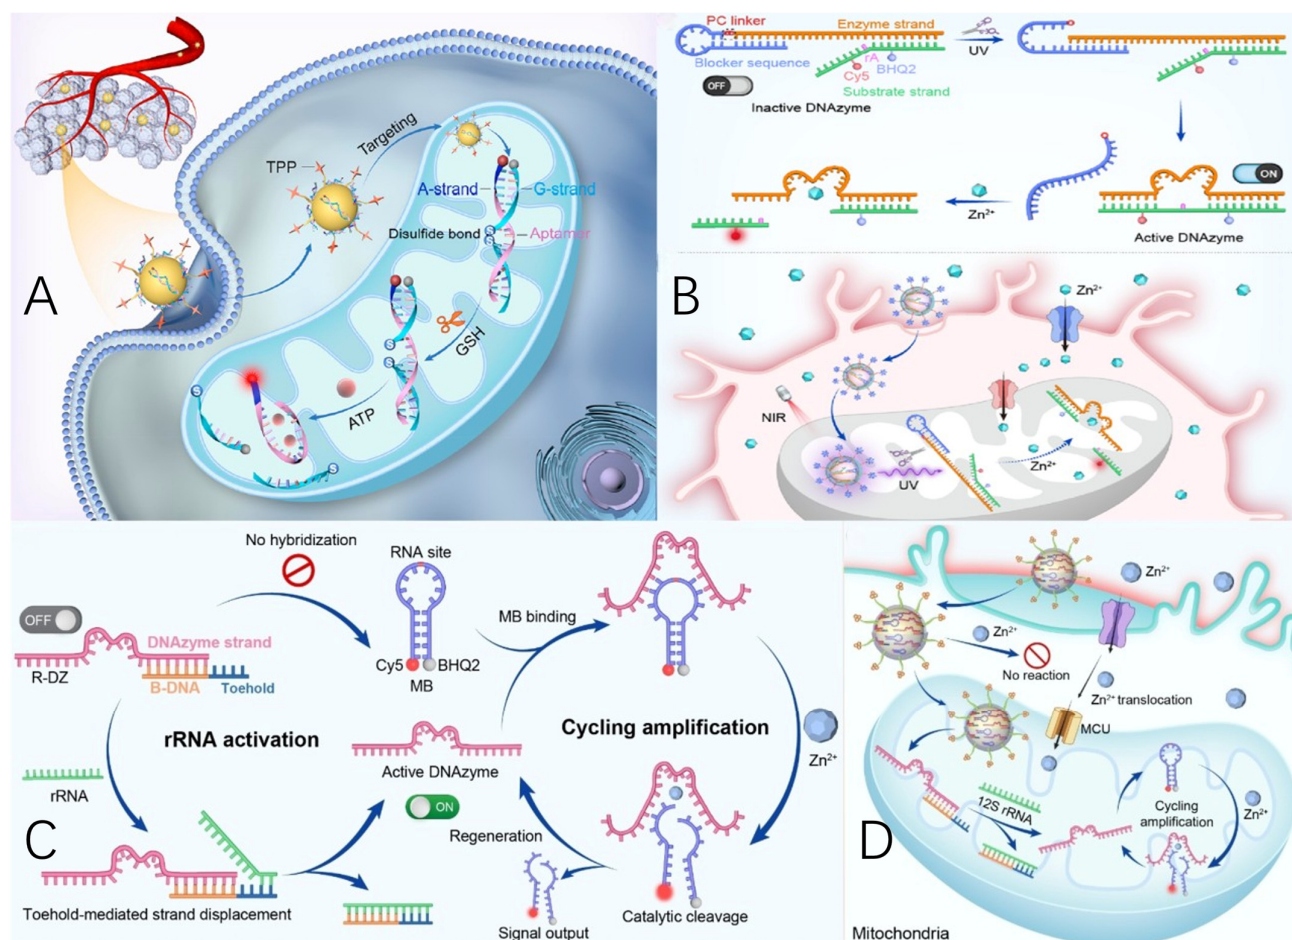 A
TPP
Targeting
A-strand
G-strand
Disulfide bond
Aptamer
S
S
GSH
S
S
ATP
S
S
B
PC linker
Enzyme strand
UV
Blocker sequence
rA
BHQ2
Cy5
Substrate strand
OFF
Inactive DNAzyme
ON
Zn²⁺
Active DNAzyme
Zn²⁺
NIR
UV
Zn²⁺
C
No hybridization
RNA site
OFF
DNAzyme strand
R-DZ
B-DNA
Toehold
Cy5
BHQ2
MB
MB binding
rRNA activation
Cycling amplification
Active DNAzyme
Zn²⁺
rRNA
ON
Regeneration
Toehold-mediated strand displacement
Signal output
Catalytic cleavage
D
Zn²⁺
Zn²⁺
No reaction
Zn²⁺ translocation
MCU
12S rRNA
Cycling
amplification
Zn²⁺
Mitochondria